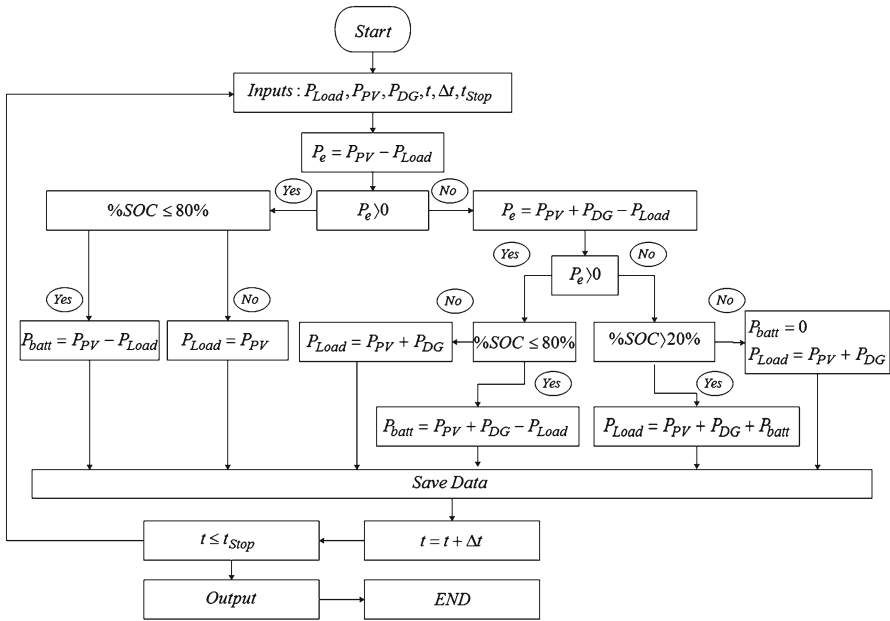 Start
Inputs : P_Load, P_PV, P_DG, t, Δt, t_Stop
P_e = P_PV − P_Load
Yes
No
%SOC ≤ 80%
P_e⟩0
P_e = P_PV + P_DG − P_Load
Yes
No
P_e⟩0
Yes
No
No
No
P_batt = P_PV − P_Load
P_Load = P_PV
P_Load = P_PV + P_DG
%SOC ≤ 80%
%SOC⟩20%
P_batt = 0
P_Load = P_PV + P_DG
Yes
Yes
P_batt = P_PV + P_DG − P_Load
P_Load = P_PV + P_DG + P_batt
Save Data
t ≤ t_Stop
t = t + Δt
Output
END